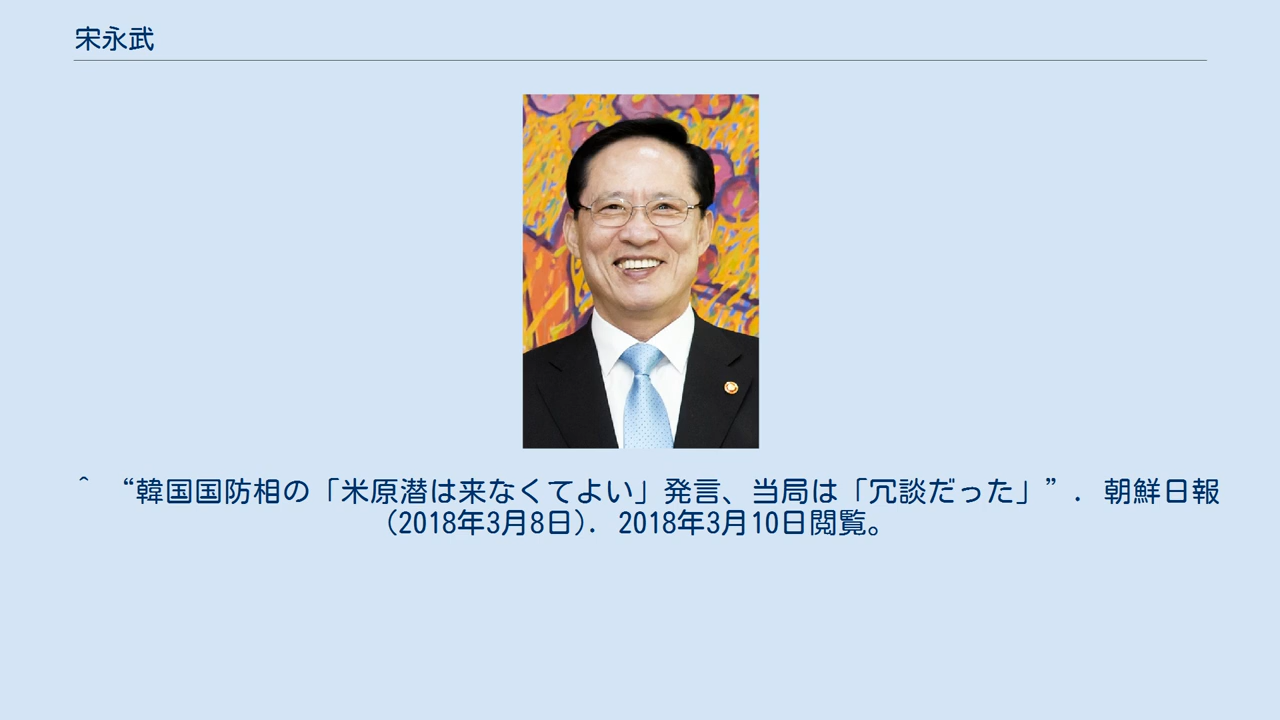 宋永武
^ “韓国国防相の「米原潜は来なくてよい」発言、当局は「冗談だった」”. 朝鮮日報
(2018年3月8日). 2018年3月10日閲覧。